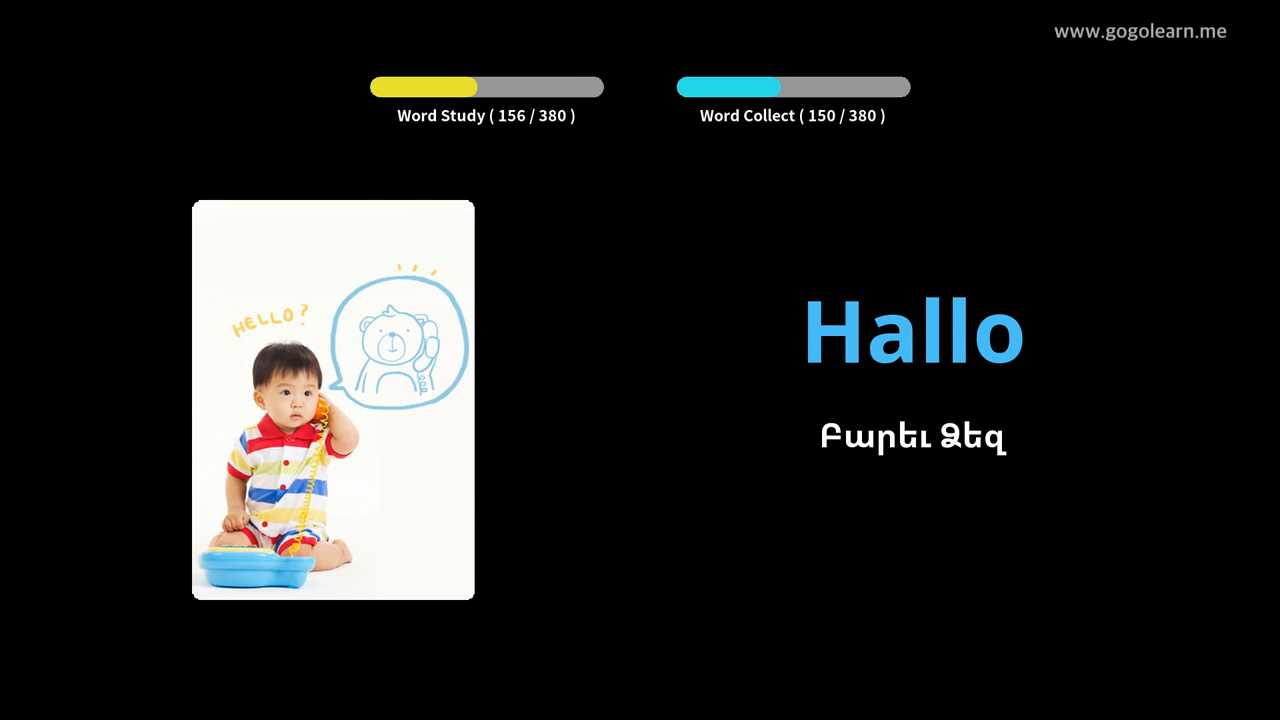 www.gogolearn.me
Word Study ( 156 / 380 )
Word Collect ( 150 / 380 )
HELLO?
Hallo
Բարեւ Ձեզ